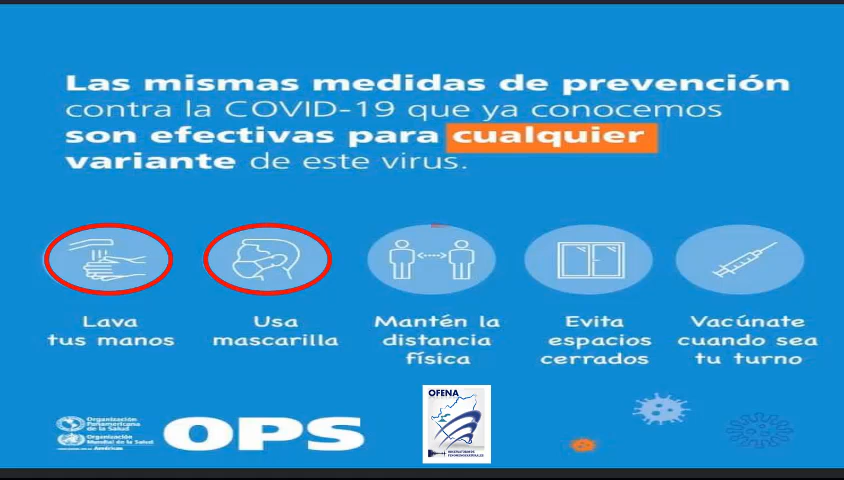 Las mismas medidas de prevención
contra la COVID-19 que ya conocemos
son efectivas para cualquier
variante de este virus.
Lava
tus manos
Usa
mascarilla
Mantén la
distancia
física
Evita
espacios
cerrados
Vacúnate
cuando sea
tu turno
Organización
Panamericana
de la Salud
Organización
Mundial de la Salud
Américas
OPS
OFENA